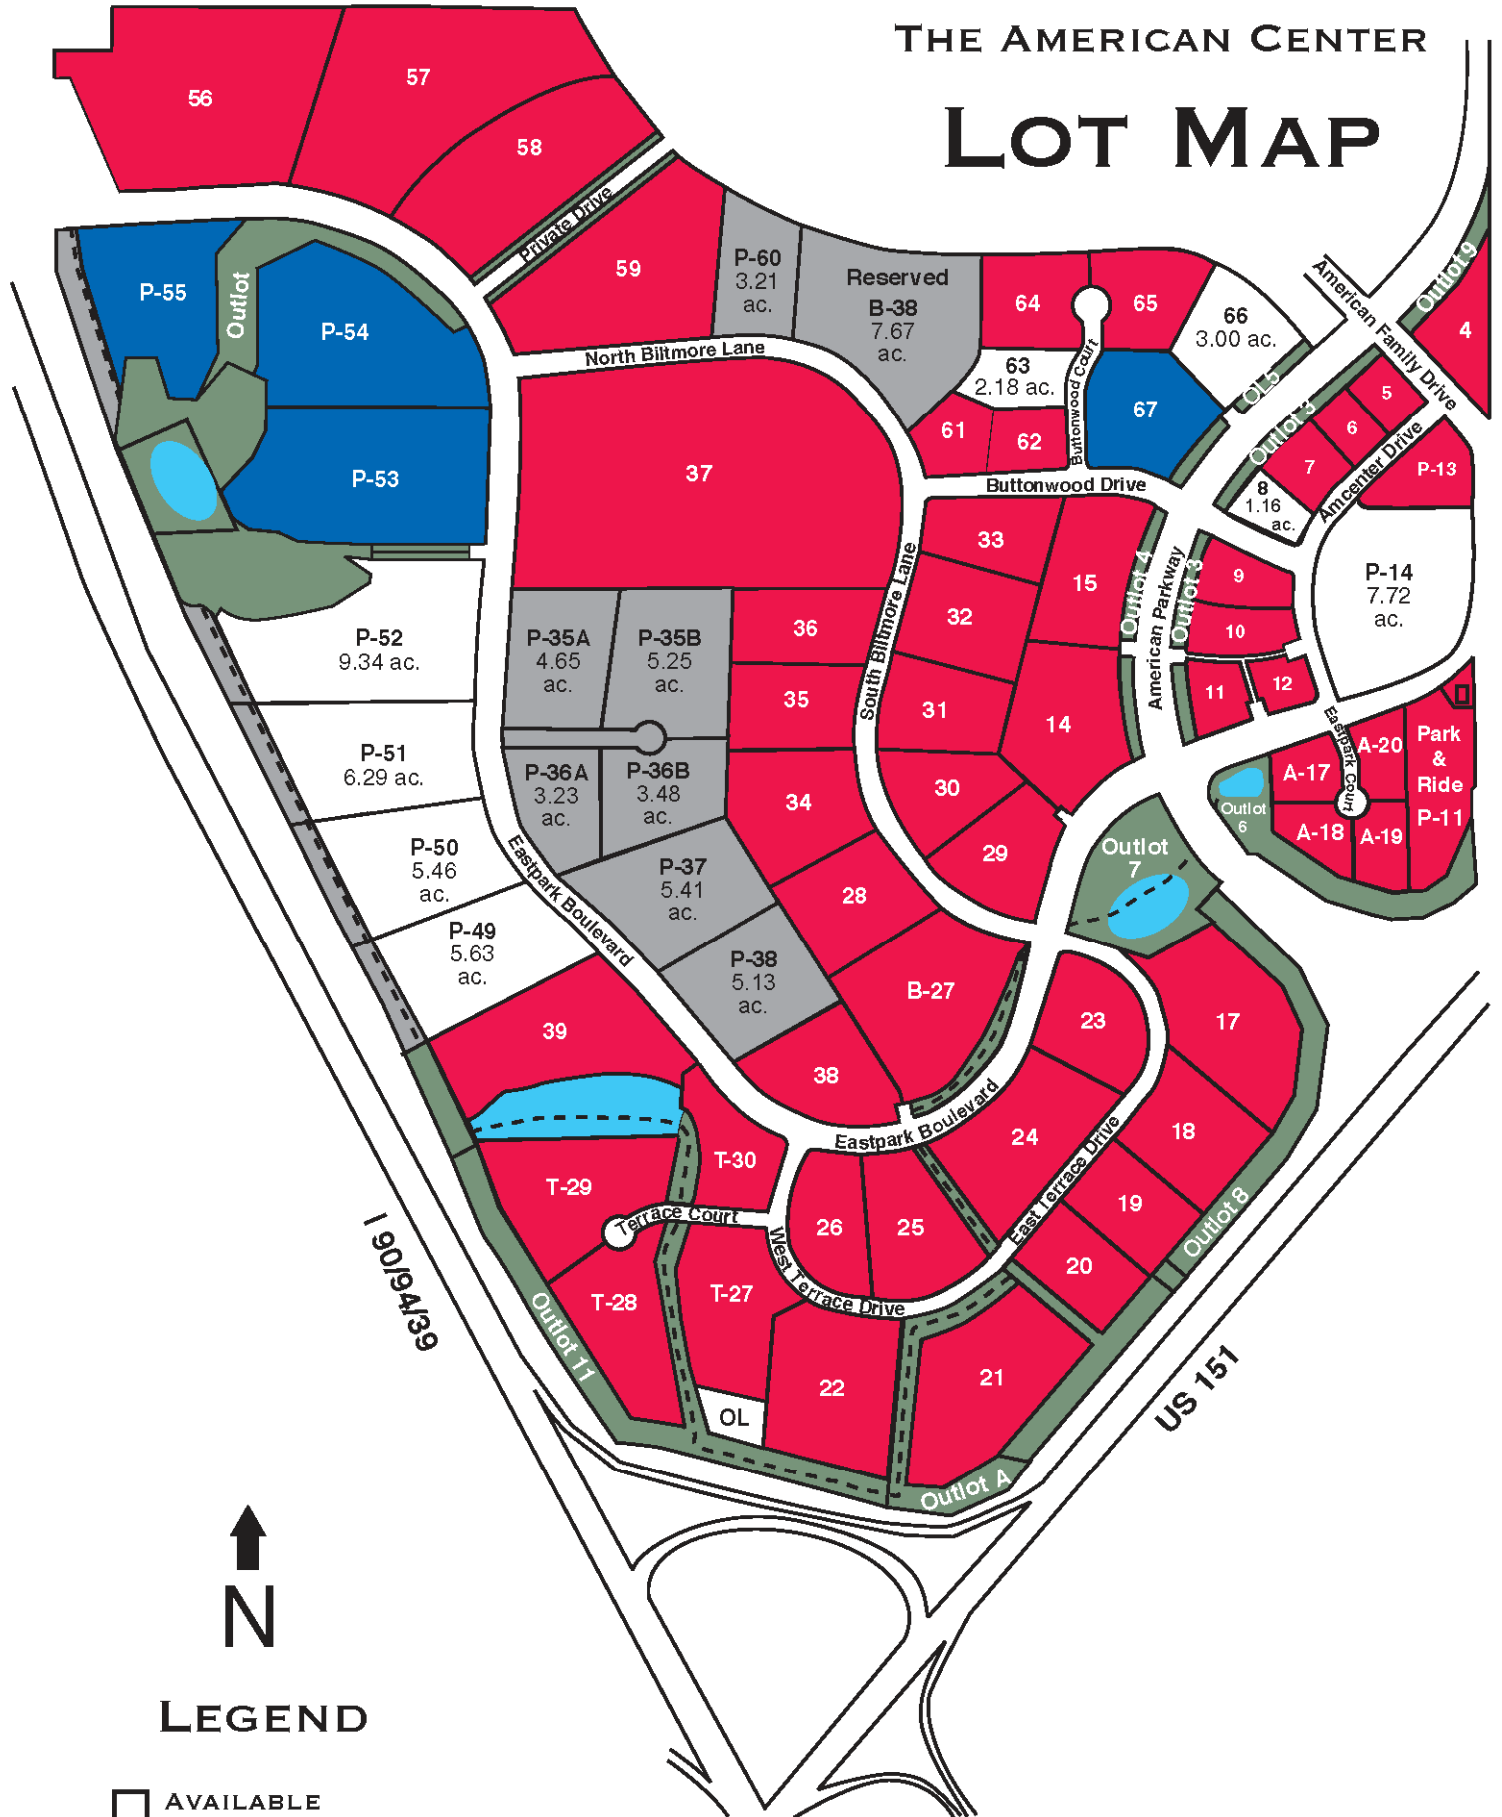 THE AMERICAN CENTER
LOT MAP
56
57
58
Private Drive
59
P-60
3.21
ac.
Reserved
B-38
7.67
ac.
64
65
66
3.00 ac.
63
2.18 ac.
Buttonwood Court
67
61
62
OL5
American Family Drive
Outlot 9
4
5
6
7
Outlot 3
8
1.16
ac.
Amcenter Drive
P-13
P-55
Outlot
P-54
P-53
North Biltmore Lane
37
Buttonwood Drive
33
32
31
30
29
15
14
South Biltmore Lane
Outlot 4
American Parkway
Outlot 3
9
10
11
12
P-14
7.72
ac.
Eastpark Court
A-20
A-17
A-18
A-19
Park
&
Ride
P-11
Outlot
6
P-52
9.34 ac.
P-51
6.29 ac.
P-50
5.46
ac.
P-49
5.63
ac.
P-35A
4.65
ac.
P-35B
5.25
ac.
P-36A
3.23
ac.
P-36B
3.48
ac.
P-37
5.41
ac.
P-38
5.13
ac.
36
35
34
28
B-27
38
Eastpark Boulevard
Outlot
7
39
23
17
24
18
19
20
Eastpark Boulevard
East Terrace Drive
Outlot 8
T-30
T-29
Terrace Court
T-28
T-27
26
25
West Terrace Drive
22
21
OL
Outlot 11
Outlot A
I 90/94/39
US 151
N
LEGEND
AVAILABLE